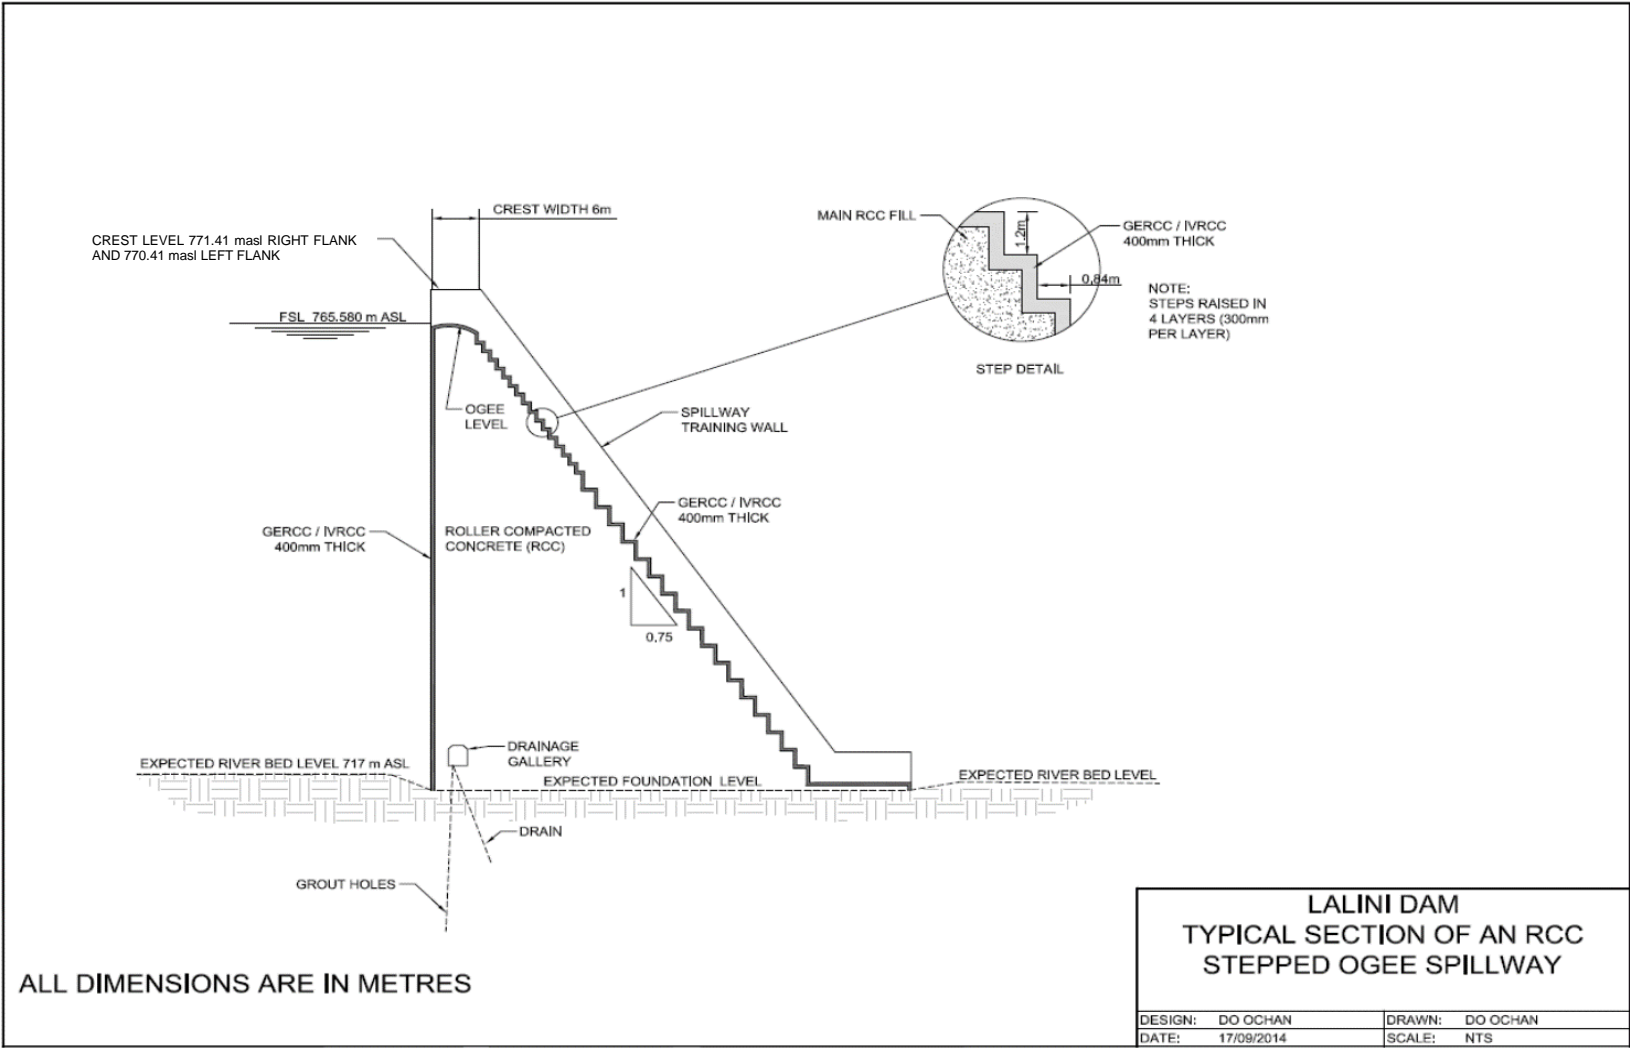 CREST WIDTH 6m
CREST LEVEL 771.41 masl RIGHT FLANK
AND 770.41 masl LEFT FLANK
FSL 765.580 m ASL
OGEE
LEVEL
MAIN RCC FILL
1,2m
GERCC / IVRCC
400mm THICK
0,84m
NOTE:
STEPS RAISED IN
4 LAYERS (300mm
PER LAYER)
STEP DETAIL
SPILLWAY
TRAINING WALL
GERCC / IVRCC
400mm THICK
GERCC / IVRCC
400mm THICK
ROLLER COMPACTED
CONCRETE (RCC)
1
0,75
DRAINAGE
GALLERY
EXPECTED RIVER BED LEVEL 717 m ASL
EXPECTED FOUNDATION LEVEL
EXPECTED RIVER BED LEVEL
DRAIN
GROUT HOLES
ALL DIMENSIONS ARE IN METRES
LALINI DAM
TYPICAL SECTION OF AN RCC
STEPPED OGEE SPILLWAY
DESIGN: DO OCHAN DRAWN: DO OCHAN
DATE: 17/09/2014 SCALE: NTS